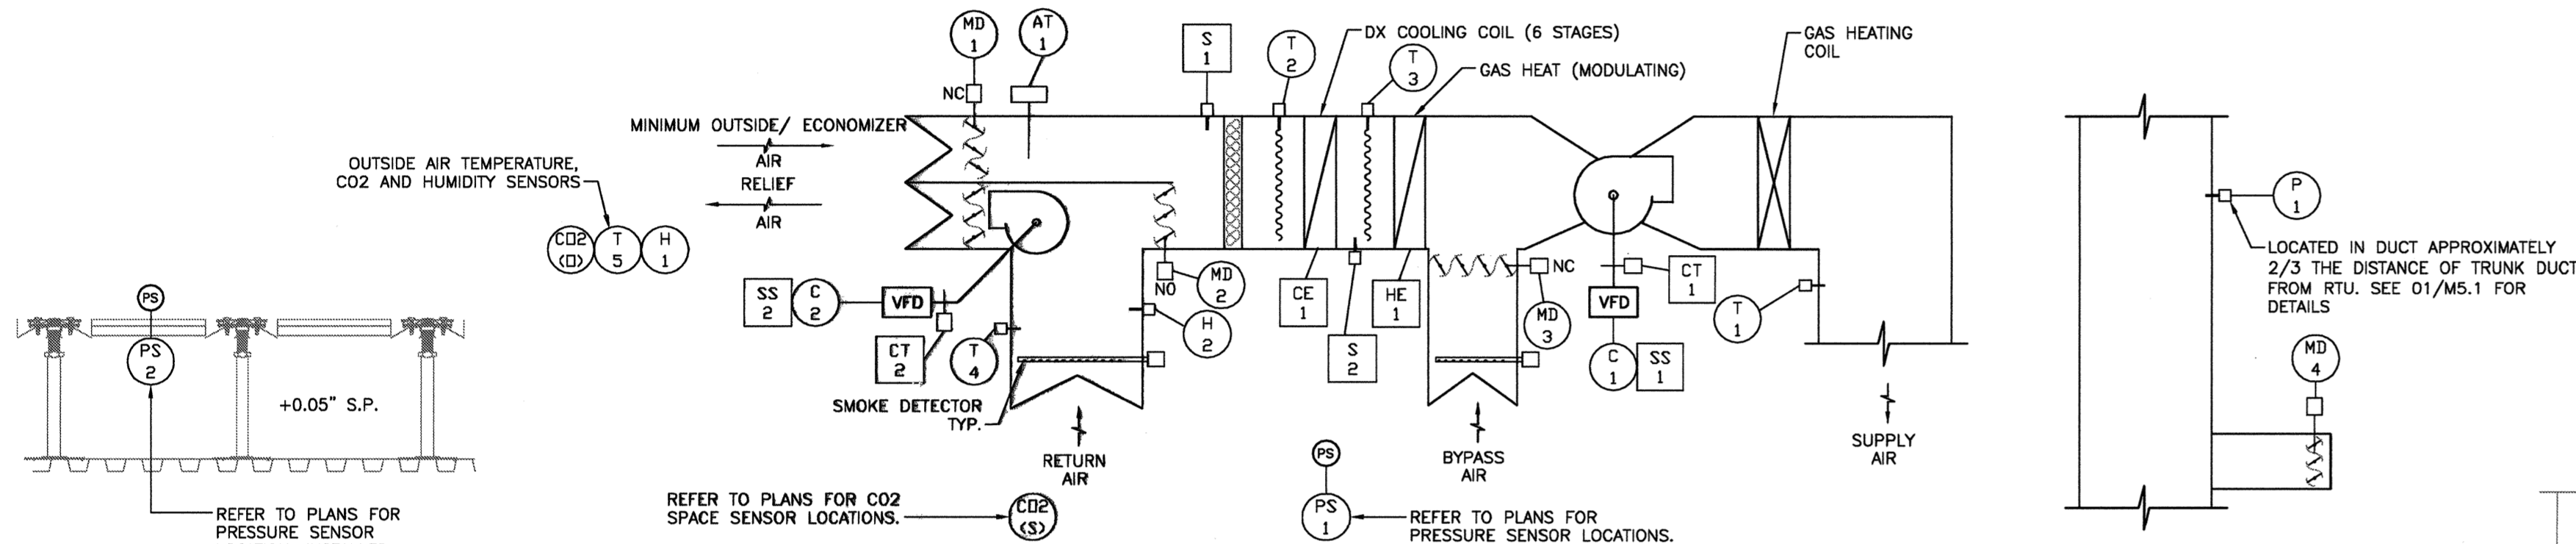 MD
1
AT
1
S
1
T
2
DX COOLING COIL (6 STAGES)
T
3
GAS HEAT (MODULATING)
GAS HEATING
COIL
NC
MINIMUM OUTSIDE/ ECONOMIZER
AIR
RELIEF
AIR
OUTSIDE AIR TEMPERATURE,
CO2 AND HUMIDITY SENSORS
CO2
(O)
T
5
H
1
P
1
LOCATED IN DUCT APPROXIMATELY
2/3 THE DISTANCE OF TRUNK DUCT
FROM RTU. SEE 01/M5.1 FOR
DETAILS
PS
PS
2
+0.05" S.P.
SS
2
C
2
VFD
CT
2
T
4
NO
MD
2
H
2
CE
1
S
2
HE
1
NC
MD
3
VFD
CT
1
C
1
SS
1
T
1
MD
4
SMOKE DETECTOR
TYP.
RETURN
AIR
BYPASS
AIR
SUPPLY
AIR
REFER TO PLANS FOR
PRESSURE SENSOR
REFER TO PLANS FOR CO2
SPACE SENSOR LOCATIONS.
CO2
(S)
PS
PS
1
REFER TO PLANS FOR
PRESSURE SENSOR LOCATIONS.